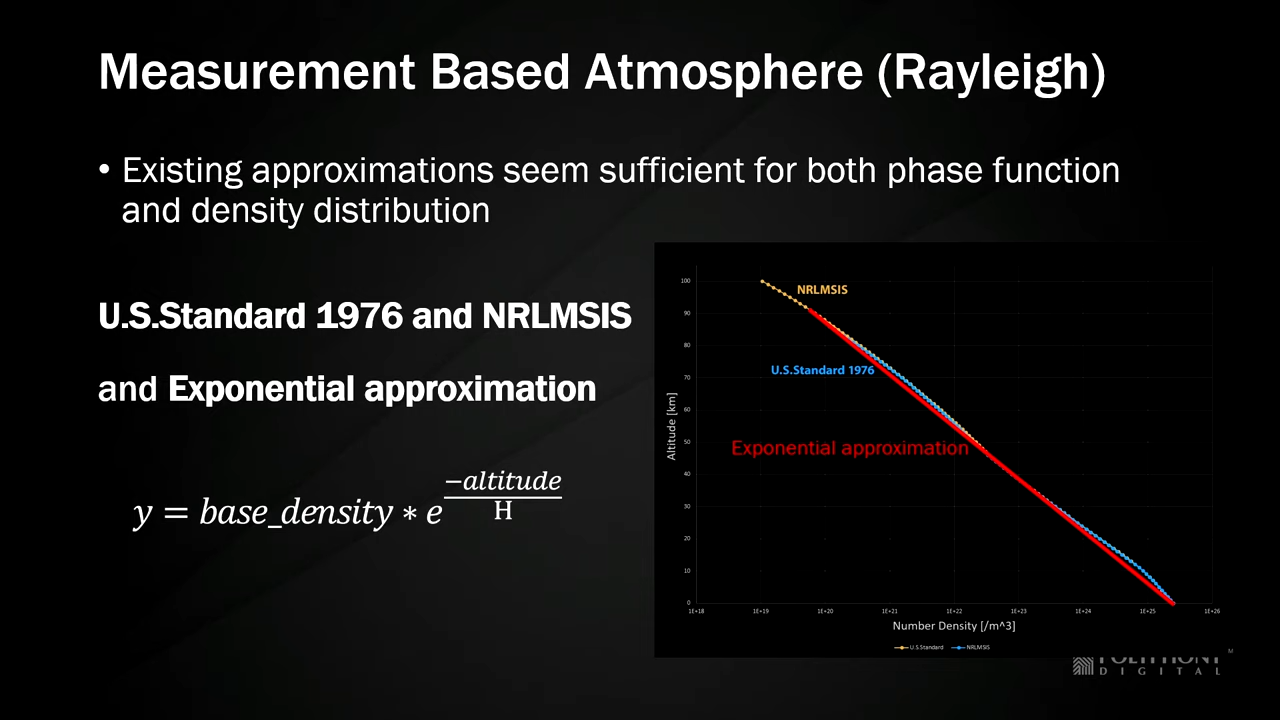 Measurement Based Atmosphere (Rayleigh)
• Existing approximations seem sufficient for both phase function
and density distribution
U.S.Standard 1976 and NRLMSIS
and Exponential approximation
y = base_density ∗ e^(−altitude/H)
100
90
80
70
60
50
40
30
20
10
0
Altitude [km]
NRLMSIS
U.S.Standard 1976
Exponential approximation
1E+18 1E+19 1E+20 1E+21 1E+22 1E+23 1E+24 1E+25 1E+26
Number Density [/m^3]
U.S.Standard NRLMSIS
POLYPHONY
DIGITAL